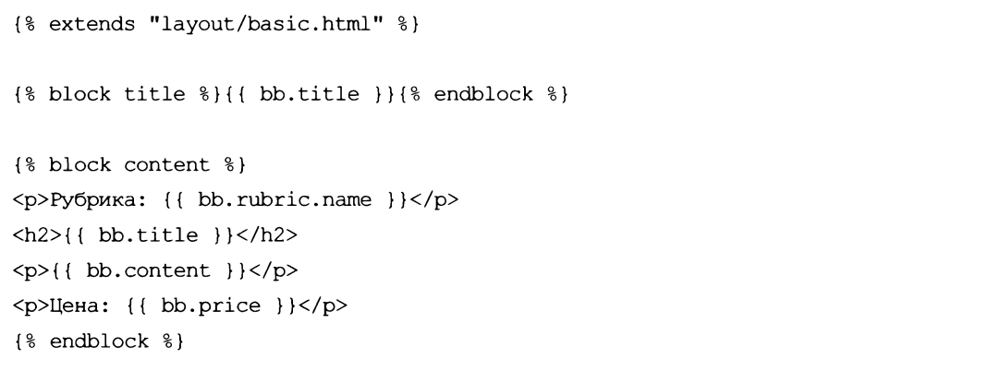 {% extends "layout/basic.html" %}
{% block title %}{{ bb.title }}{% endblock %}
{% block content %}
<p>Рубрика: {{ bb.rubric.name }}</p>
<h2>{{ bb.title }}</h2>
<p>{{ bb.content }}</p>
<p>Цена: {{ bb.price }}</p>
{% endblock %}